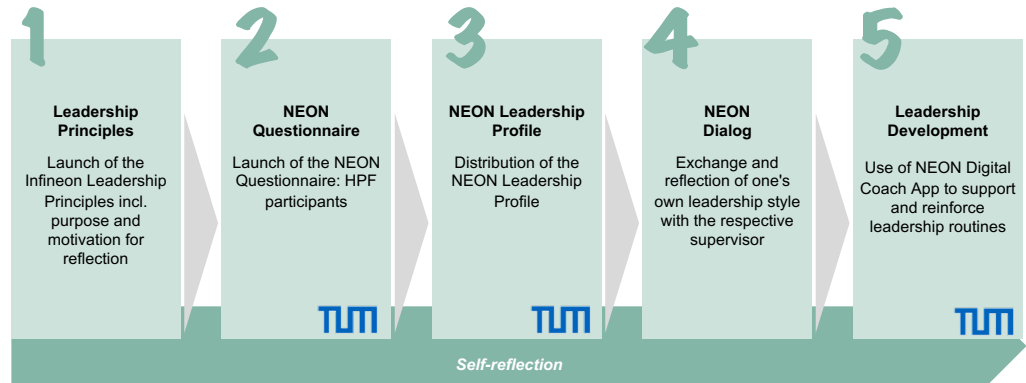 1
Leadership
Principles
Launch of the
Infineon Leadership
Principles incl.
purpose and
motivation for
reflection
2
NEON
Questionnaire
Launch of the NEON
Questionnaire: HPF
participants
TUM
3
NEON Leadership
Profile
Distribution of the
NEON Leadership
Profile
TUM
4
NEON
Dialog
Exchange and
reflection of one's
own leadership style
with the respective
supervisor
5
Leadership
Development
Use of NEON Digital
Coach App to support
and reinforce
leadership routines
TUM
Self-reflection